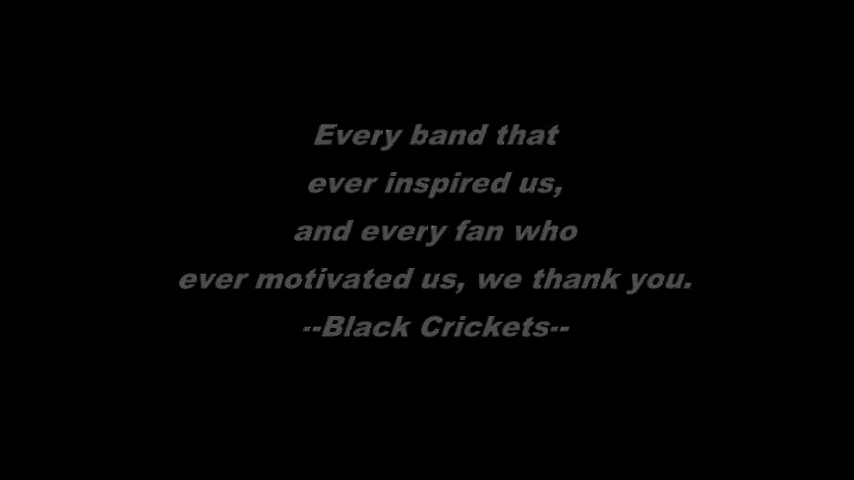 Every band that
ever inspired us,
and every fan who
ever motivated us, we thank you.
--Black Crickets--